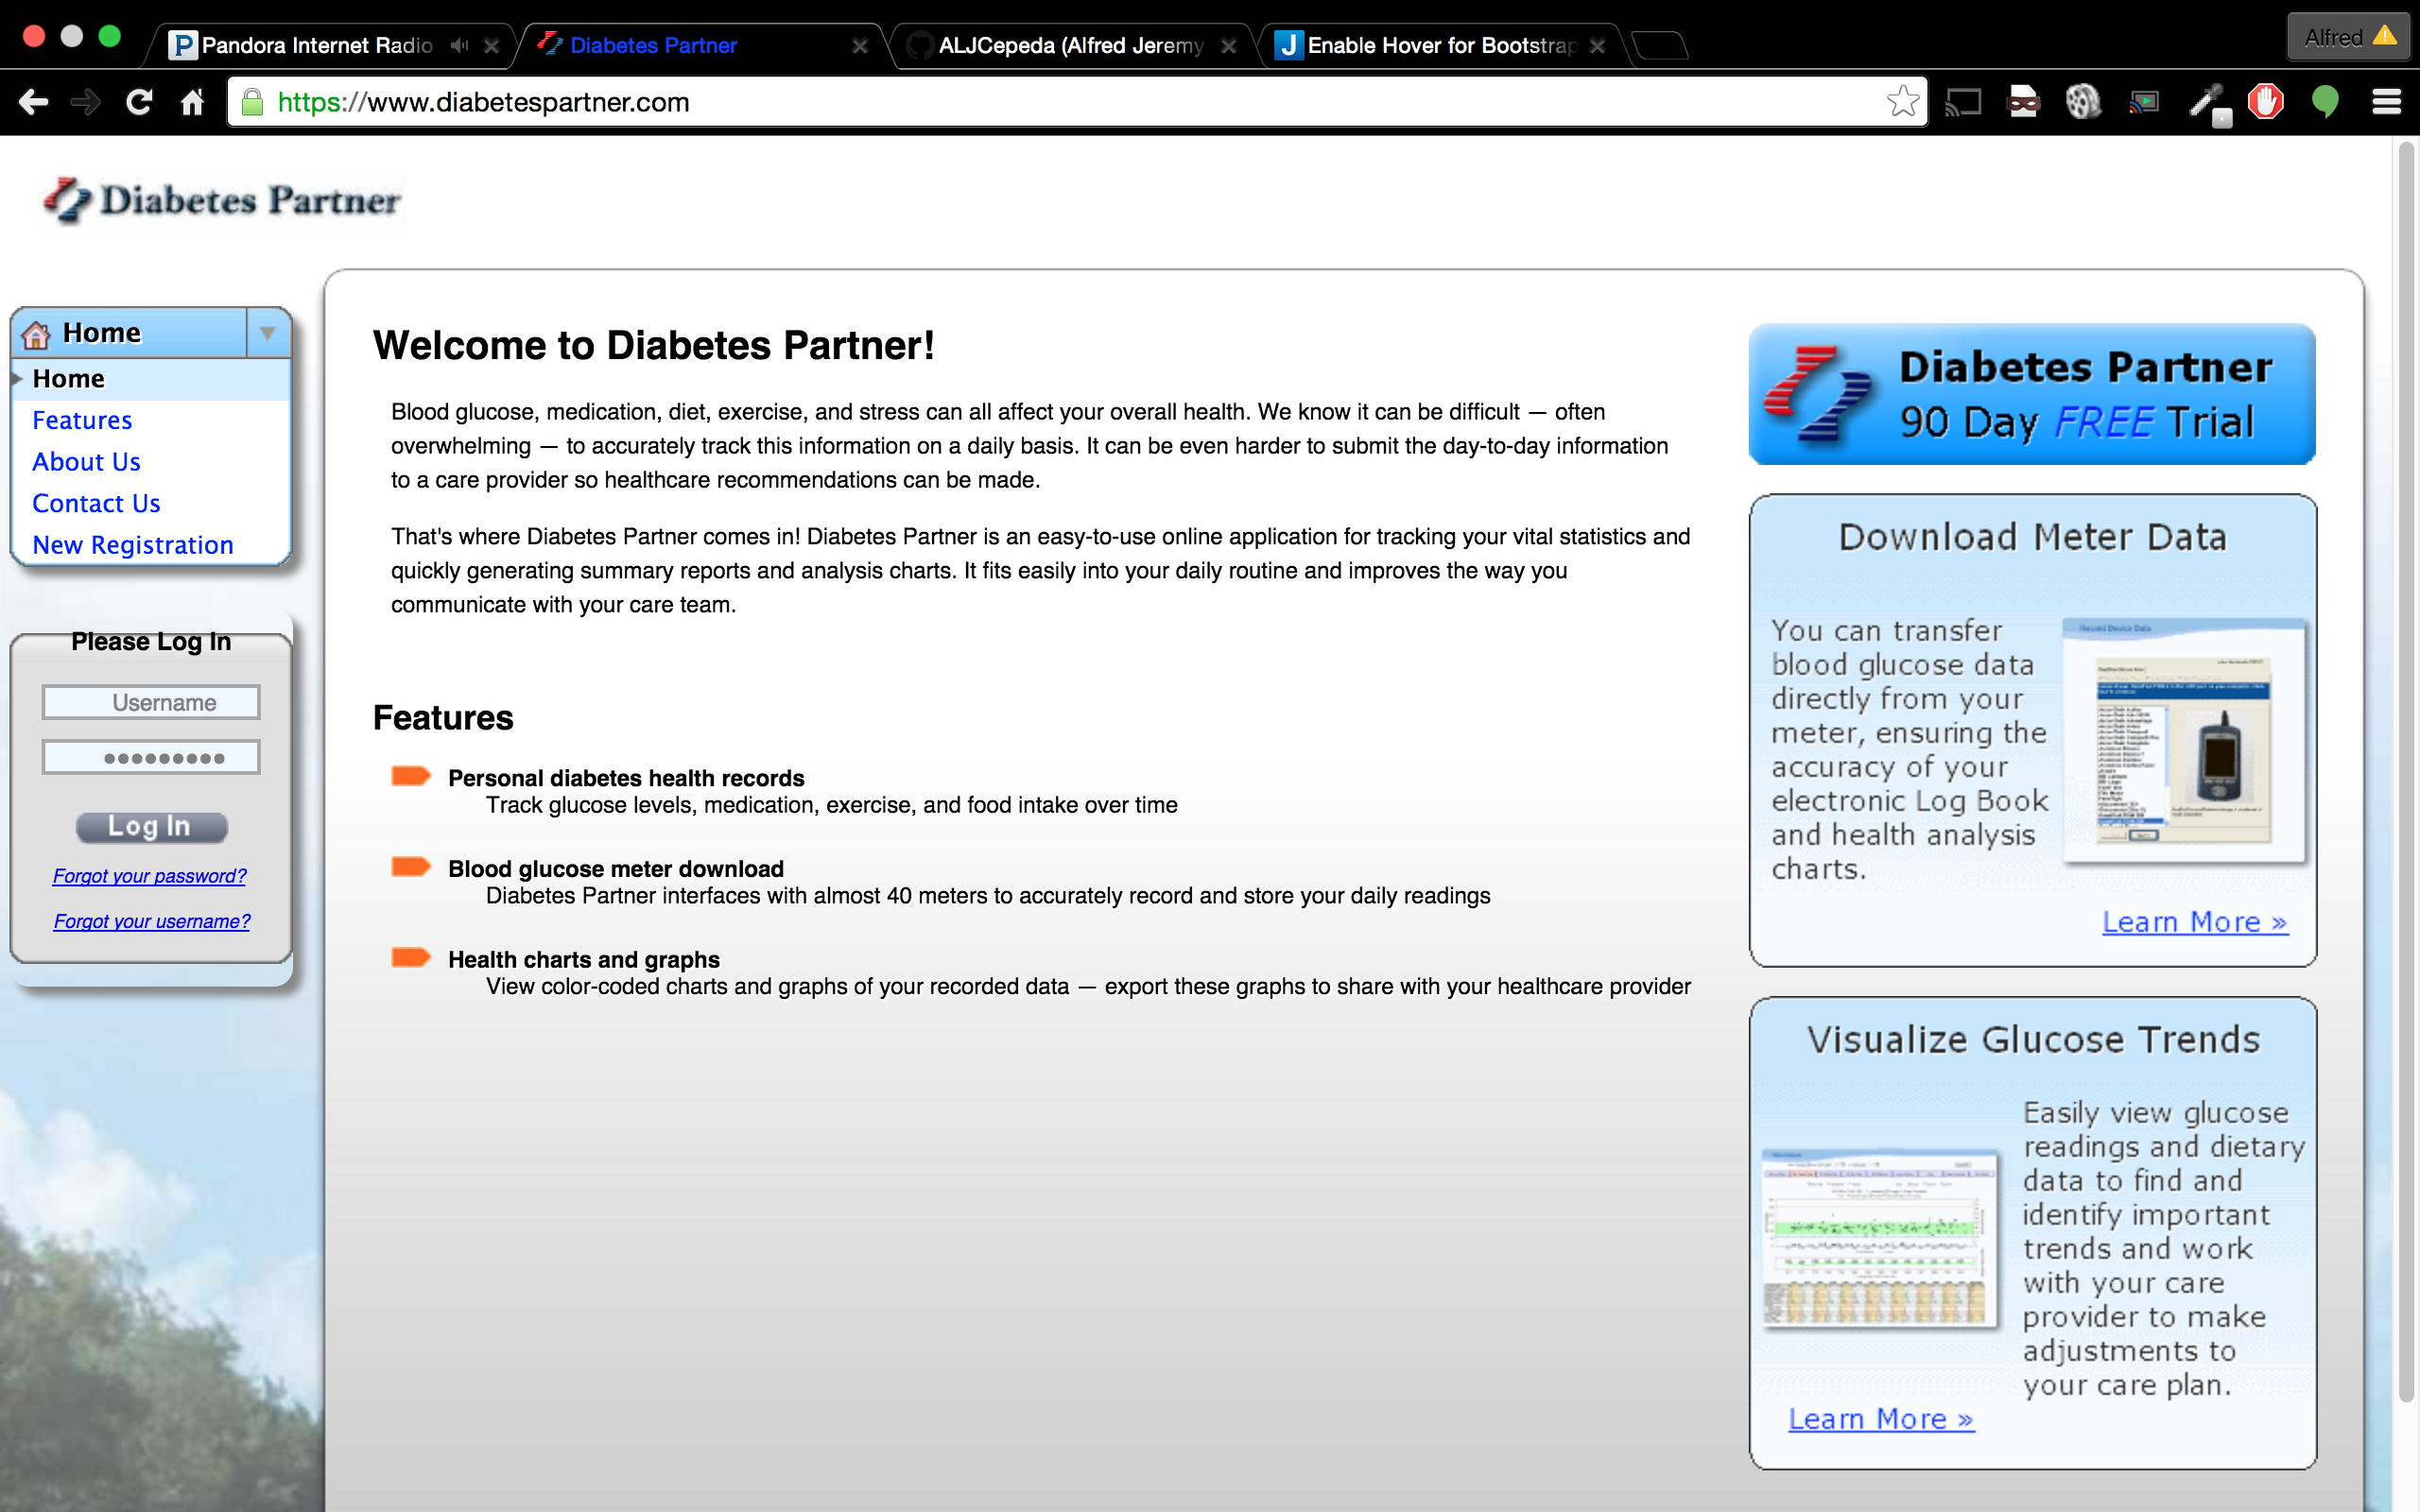 Pandora Internet Radio
Diabetes Partner
ALJCepeda (Alfred Jeremy
Enable Hover for Bootstrap
Alfred
https://www.diabetespartner.com
Diabetes Partner
Home
Home
Features
About Us
Contact Us
New Registration
Please Log In
Username
Log In
Forgot your password?
Forgot your username?
Welcome to Diabetes Partner!
Blood glucose, medication, diet, exercise, and stress can all affect your overall health. We know it can be difficult — often
overwhelming — to accurately track this information on a daily basis. It can be even harder to submit the day-to-day information
to a care provider so healthcare recommendations can be made.
That's where Diabetes Partner comes in! Diabetes Partner is an easy-to-use online application for tracking your vital statistics and
quickly generating summary reports and analysis charts. It fits easily into your daily routine and improves the way you
communicate with your care team.
Features
Personal diabetes health records
Track glucose levels, medication, exercise, and food intake over time
Blood glucose meter download
Diabetes Partner interfaces with almost 40 meters to accurately record and store your daily readings
Health charts and graphs
View color-coded charts and graphs of your recorded data — export these graphs to share with your healthcare provider
Diabetes Partner
90 Day FREE Trial
Download Meter Data
You can transfer
blood glucose data
directly from your
meter, ensuring the
accuracy of your
electronic Log Book
and health analysis
charts.
Record Device Data
Learn More »
Visualize Glucose Trends
Easily view glucose
readings and dietary
data to find and
identify important
trends and work
with your care
provider to make
adjustments to
your care plan.
Learn More »